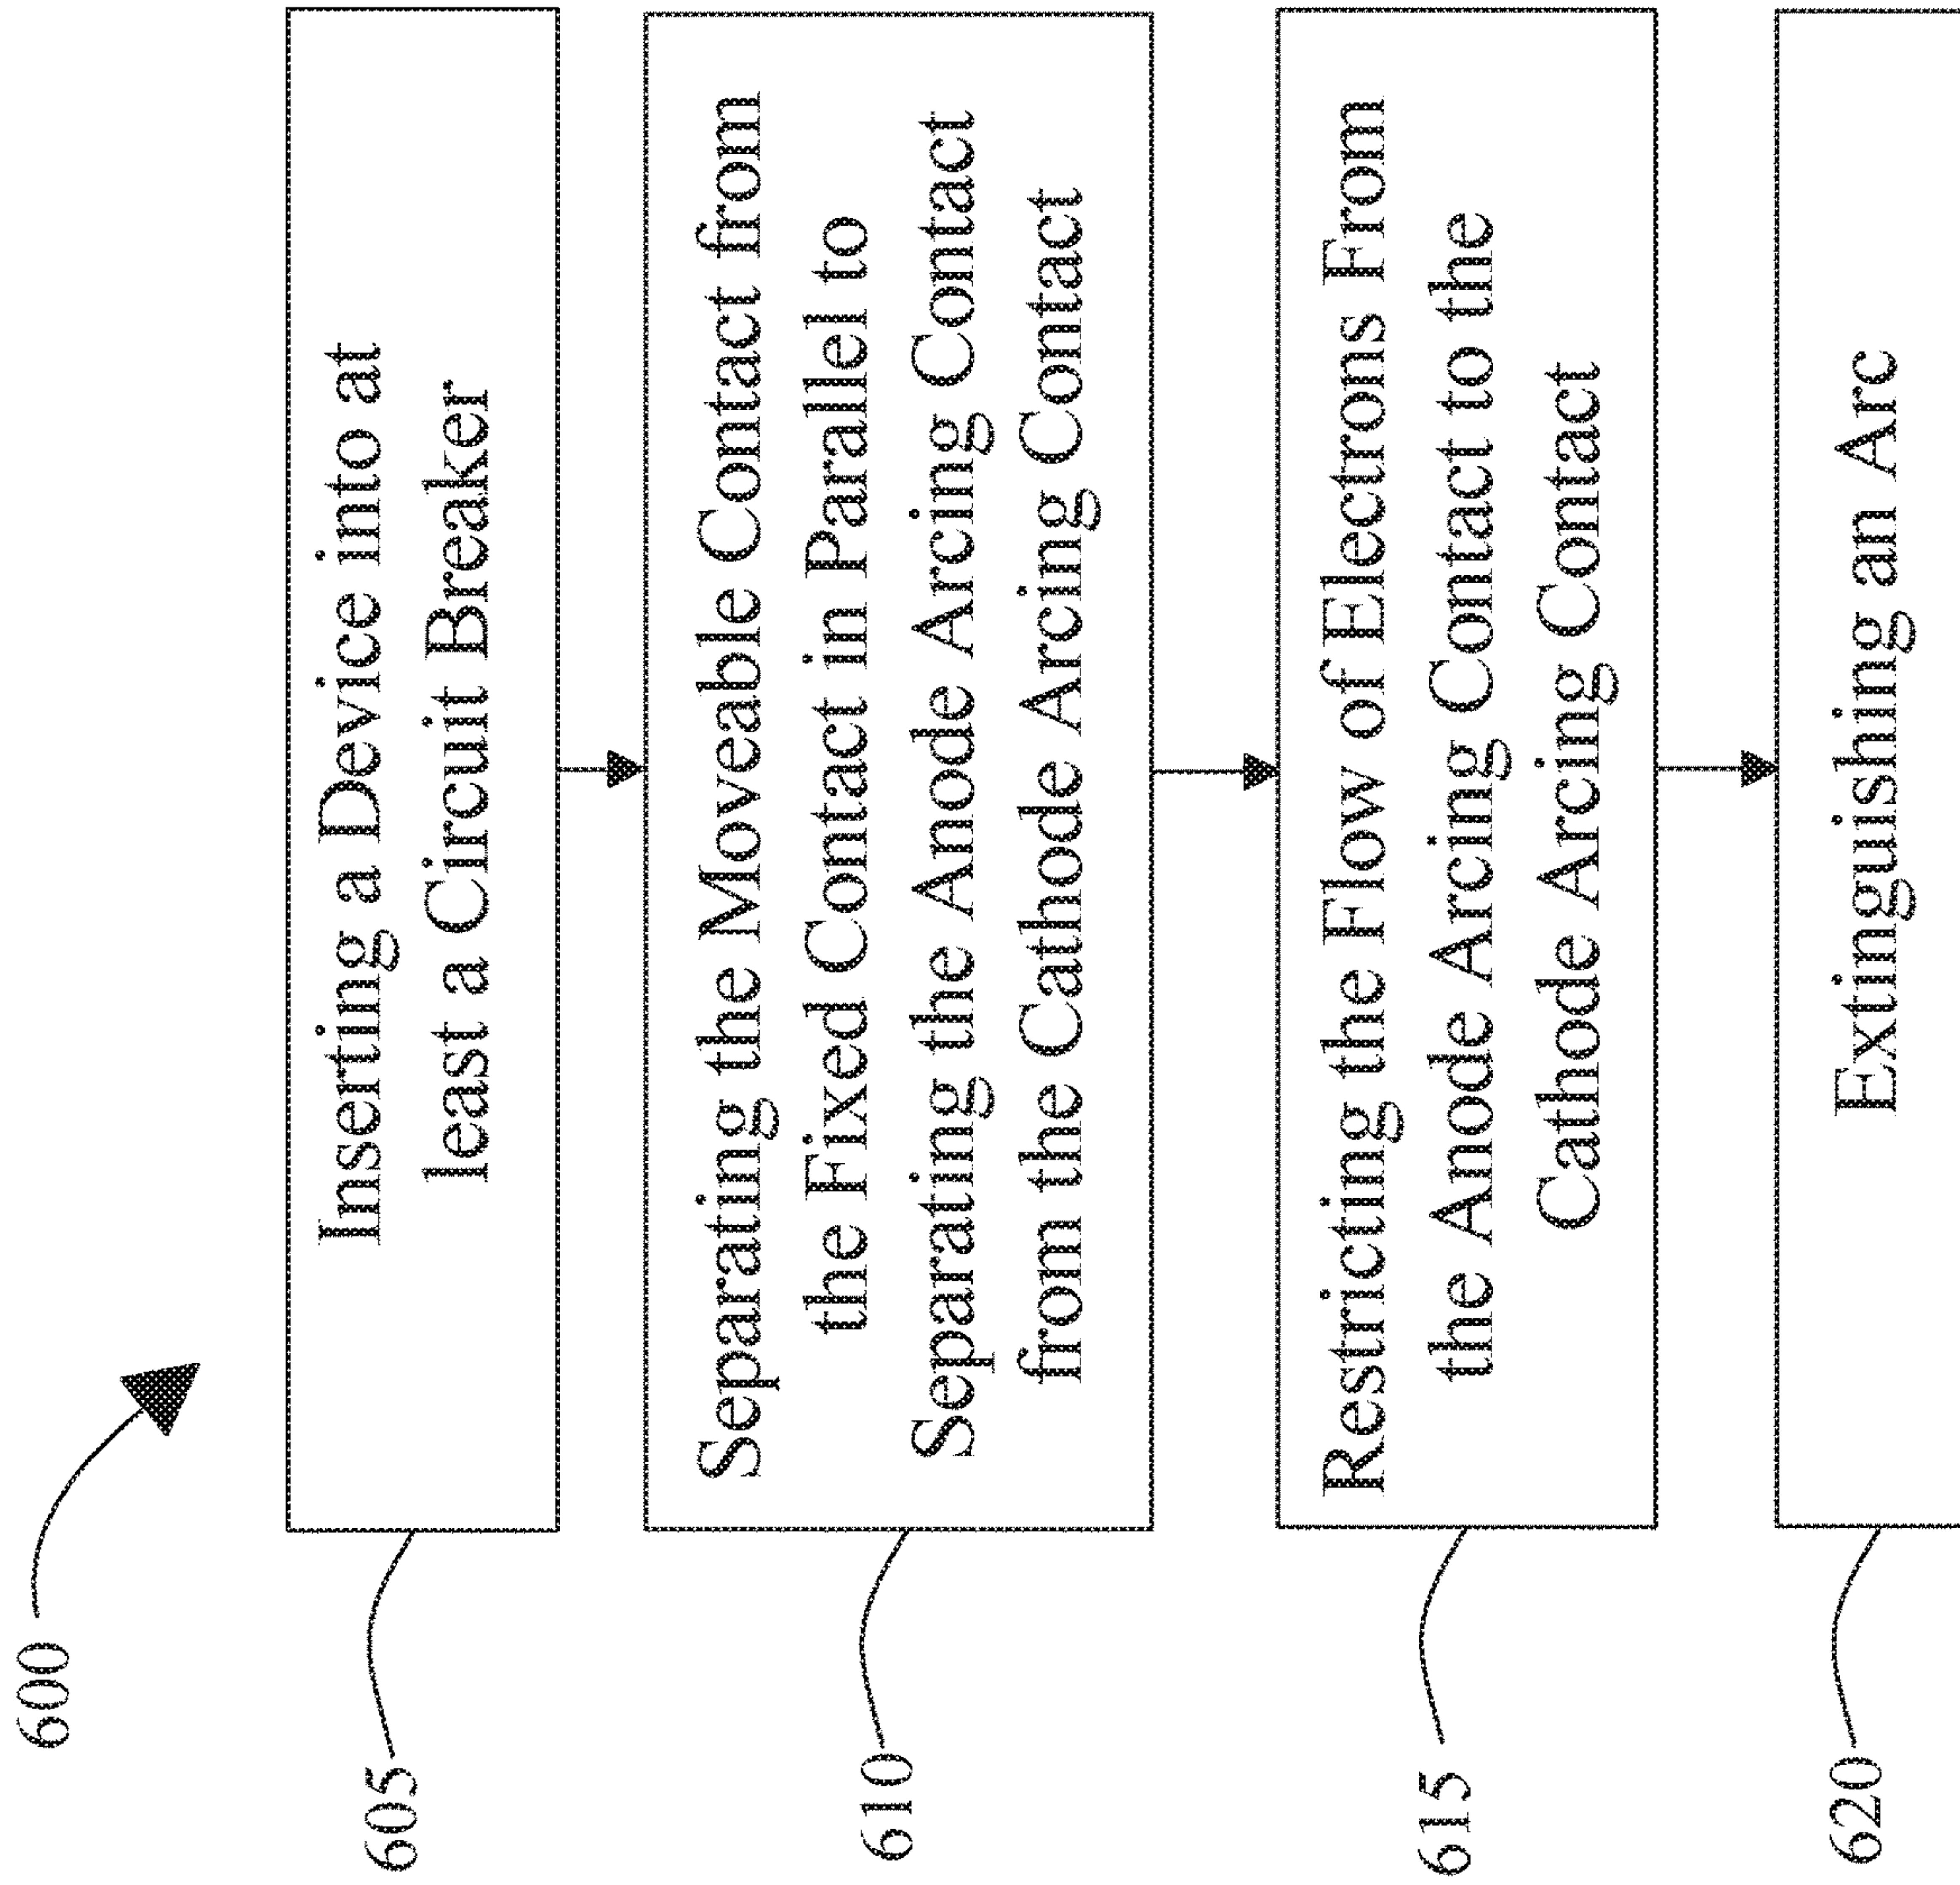 600
605
Inserting a Device into at
least a Circuit Breaker
610
Separating the Moveable Contact from
the Fixed Contact in Parallel to
Separating the Anode Arcing Contact
from the Cathode Arcing Contact
615
Restricting the Flow of Electrons From
the Anode Arcing Contact to the
Cathode Arcing Contact
620
Extinguishing an Arc